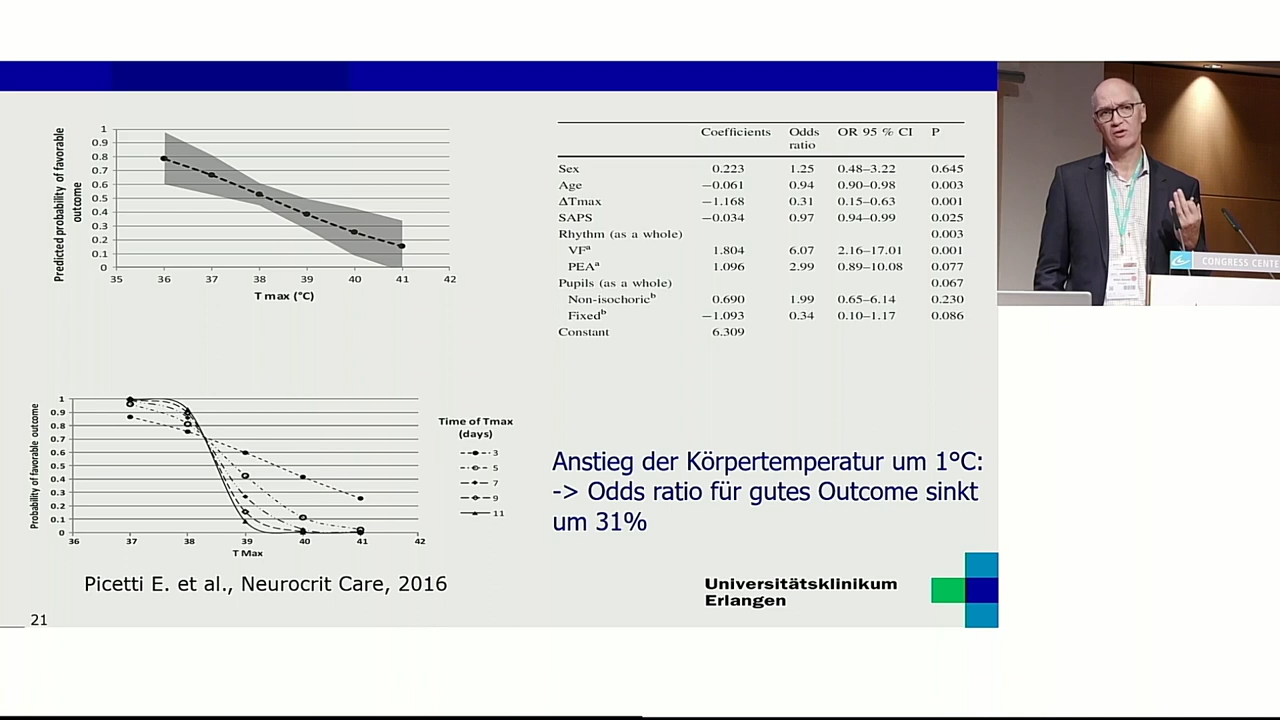 Predicted probability of favorable
outcome
1
0.9
0.8
0.7
0.6
0.5
0.4
0.3
0.2
0.1
0
35 36 37 38 39 40 41 42
T max (°C)
Coefficients Odds ratio OR 95 % CI P
Sex 0.223 1.25 0.48–3.22 0.645
Age −0.061 0.94 0.90–0.98 0.003
ΔTmax −1.168 0.31 0.15–0.63 0.001
SAPS −0.034 0.97 0.94–0.99 0.025
Rhythm (as a whole) 0.003
VFa 1.804 6.07 2.16–17.01 0.001
PEAa 1.096 2.99 0.89–10.08 0.077
Pupils (as a whole) 0.067
Non-isochoricb 0.690 1.99 0.65–6.14 0.230
Fixedb −1.093 0.34 0.10–1.17 0.086
Constant 6.309
Probability of favorable outcome
1
0.9
0.8
0.7
0.6
0.5
0.4
0.3
0.2
0.1
0
36 37 38 39 40 41 42
T Max
Time of Tmax
(days)
3
5
7
9
11
Anstieg der Körpertemperatur um 1°C:
-> Odds ratio für gutes Outcome sinkt
um 31%
Picetti E. et al., Neurocrit Care, 2016
Universitätsklinikum
Erlangen
21
CONGRESS CENTE